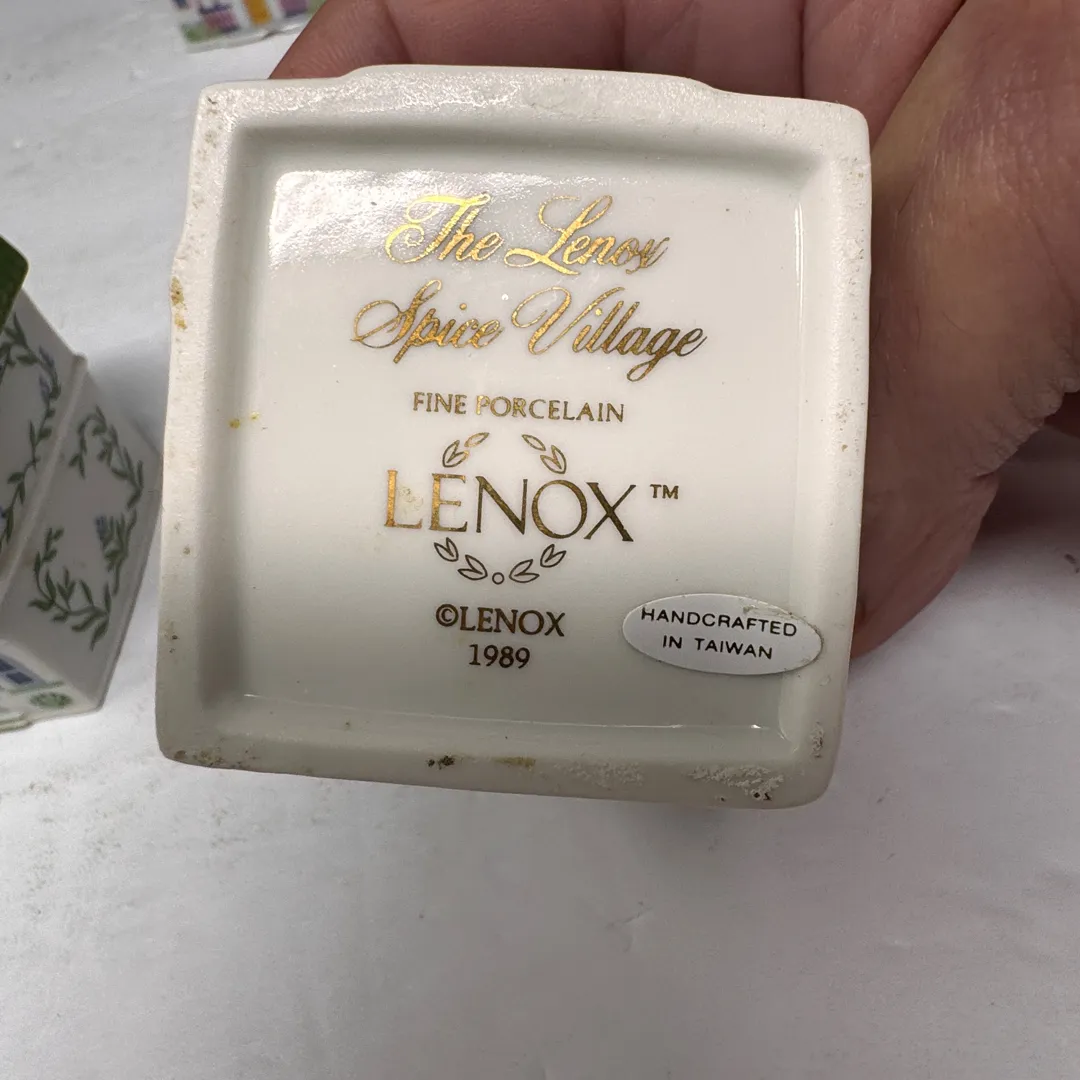 The Lenox
Spice Village
FINE PORCELAIN
LENOX™
©LENOX
1989
HANDCRAFTED
IN TAIWAN